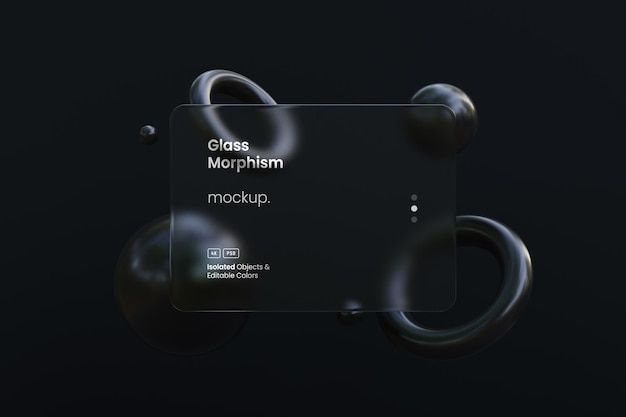 Glass
Morphism
mockup.
4K PSD
Isolated Objects &
Editable Colors